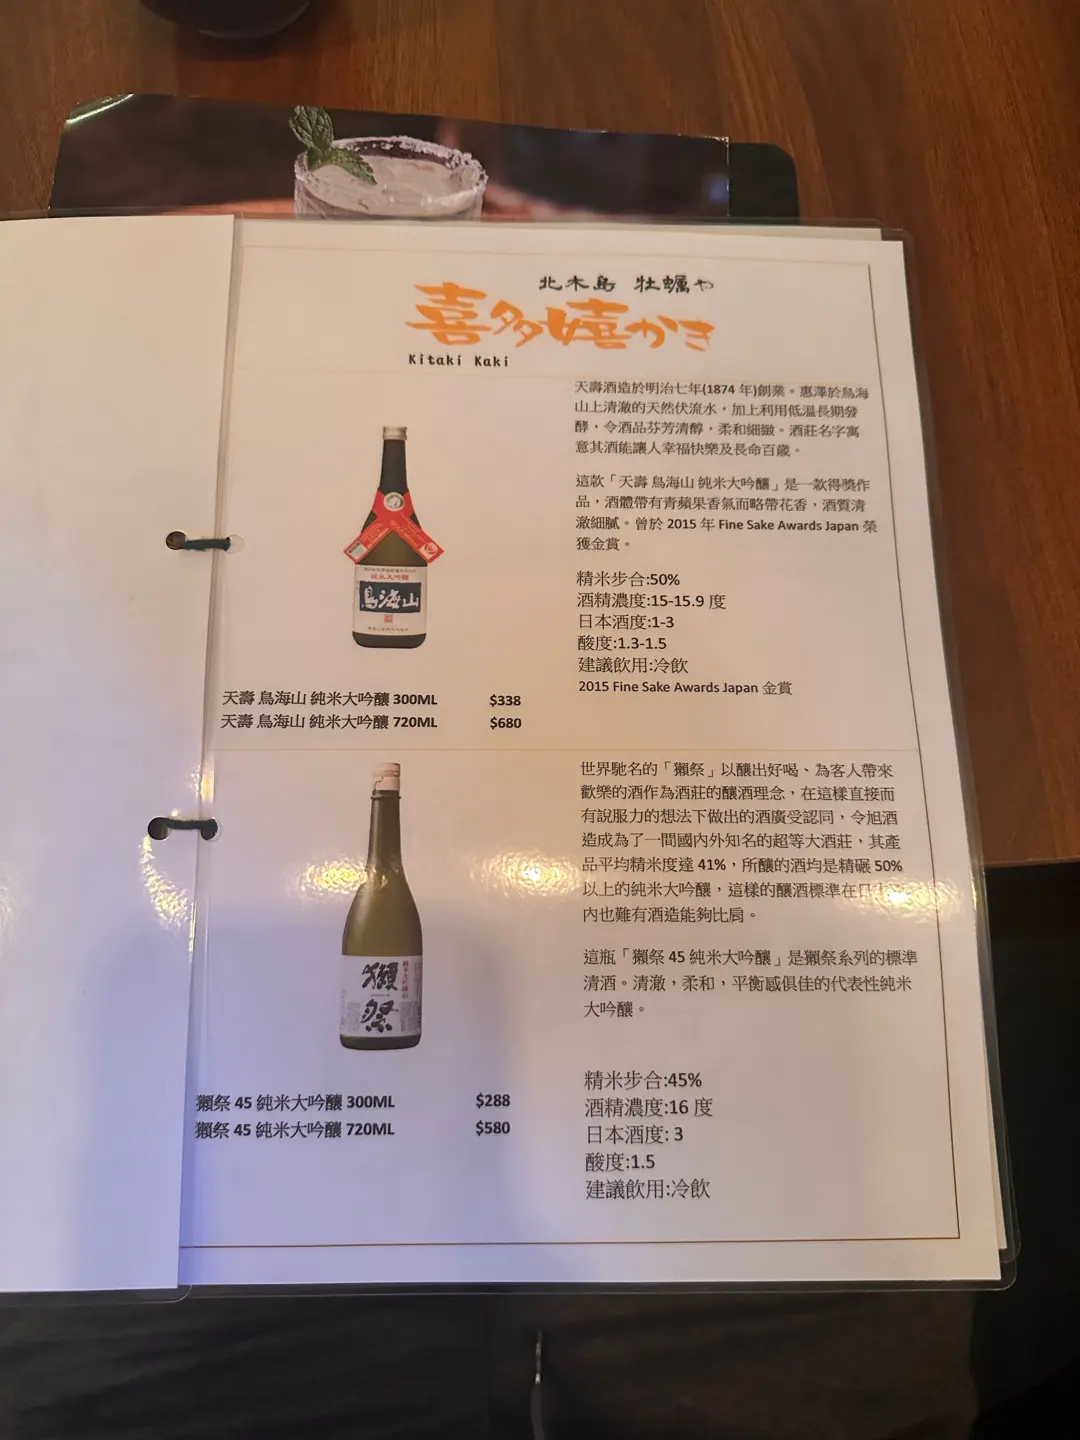 北木島 牡蠣や
喜多嬉かき
Kitaki Kaki
天壽酒造於明治七年(1874 年)創業。惠澤於鳥海
山上清澈的天然伏流水，加上利用低溫長期發
酵，令酒品芬芳清醇，柔和細緻。酒莊名字寓
意其酒能讓人幸福快樂及長命百歲。
這款「天壽 鳥海山 純米大吟釀」是一款得獎作
品，酒體帶有青蘋果香氣而略帶花香，酒質清
澈細膩。曾於 2015 年 Fine Sake Awards Japan 榮
獲金賞。
精米步合:50%
酒精濃度:15-15.9 度
日本酒度:1-3
酸度:1.3-1.5
建議飲用:冷飲
2015 Fine Sake Awards Japan 金賞
純米大吟釀
鳥海山
天壽 鳥海山 純米大吟釀 300ML $338
天壽 鳥海山 純米大吟釀 720ML $680
世界馳名的「獺祭」以釀出好喝、為客人帶來
歡樂的酒作為酒莊的釀酒理念，在這樣直接而
有說服力的想法下做出的酒廣受認同，令旭酒
造成為了一間國內外知名的超等大酒莊，其產
品平均精米度達 41%，所釀的酒均是精碾 50%
以上的純米大吟釀，這樣的釀酒標準在日
內也難有酒造能夠比肩。
這瓶「獺祭 45 純米大吟釀」是獺祭系列的標準
清酒。清澈，柔和，平衡感俱佳的代表性純米
大吟釀。
獺祭
獺祭 45 純米大吟釀 300ML $288
獺祭 45 純米大吟釀 720ML $580
精米步合:45%
酒精濃度:16 度
日本酒度: 3
酸度:1.5
建議飲用:冷飲